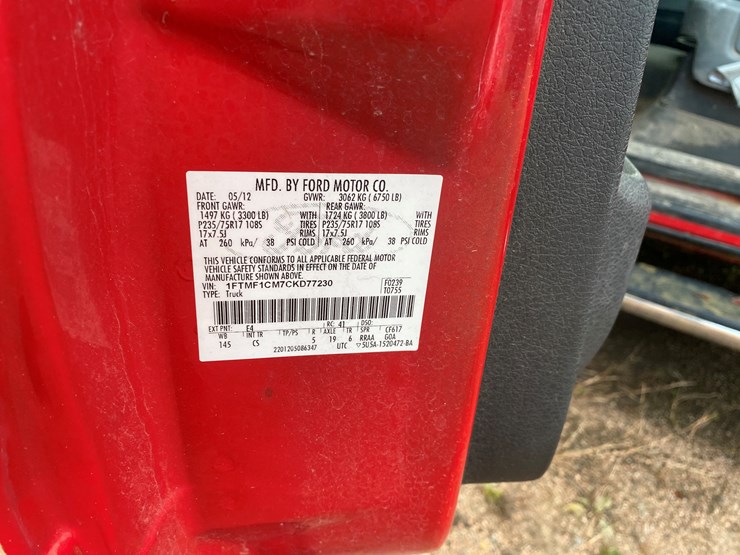 MFD. BY FORD MOTOR CO.
DATE: 05/12 GVWR: 3062 KG ( 6750 LB)
FRONT GAWR: REAR GAWR:
1497 KG ( 3300 LB) WITH 1724 KG ( 3800 LB) WITH
P235/75R17 108S TIRES P235/75R17 108S TIRES
17x7.5J RIMS 17x7.5J RIMS
AT 260 kPa/ 38 PSI COLD AT 260 kPa/ 38 PSI COLD
THIS VEHICLE CONFORMS TO ALL APPLICABLE FEDERAL MOTOR
VEHICLE SAFETY STANDARDS IN EFFECT ON THE DATE OF
MANUFACTURE SHOWN ABOVE.
VIN: 1FTMF1CM7CKD77230 F0239
TYPE: Truck T0755
EXT PNT: E4 RC: 41 DSO:
WB INT TR TP/PS R AXLE TR SPR CF617
145 CS 5 19 6 RRAA GOA
2201205086347 UTC ▽5U5A-1520472-BA